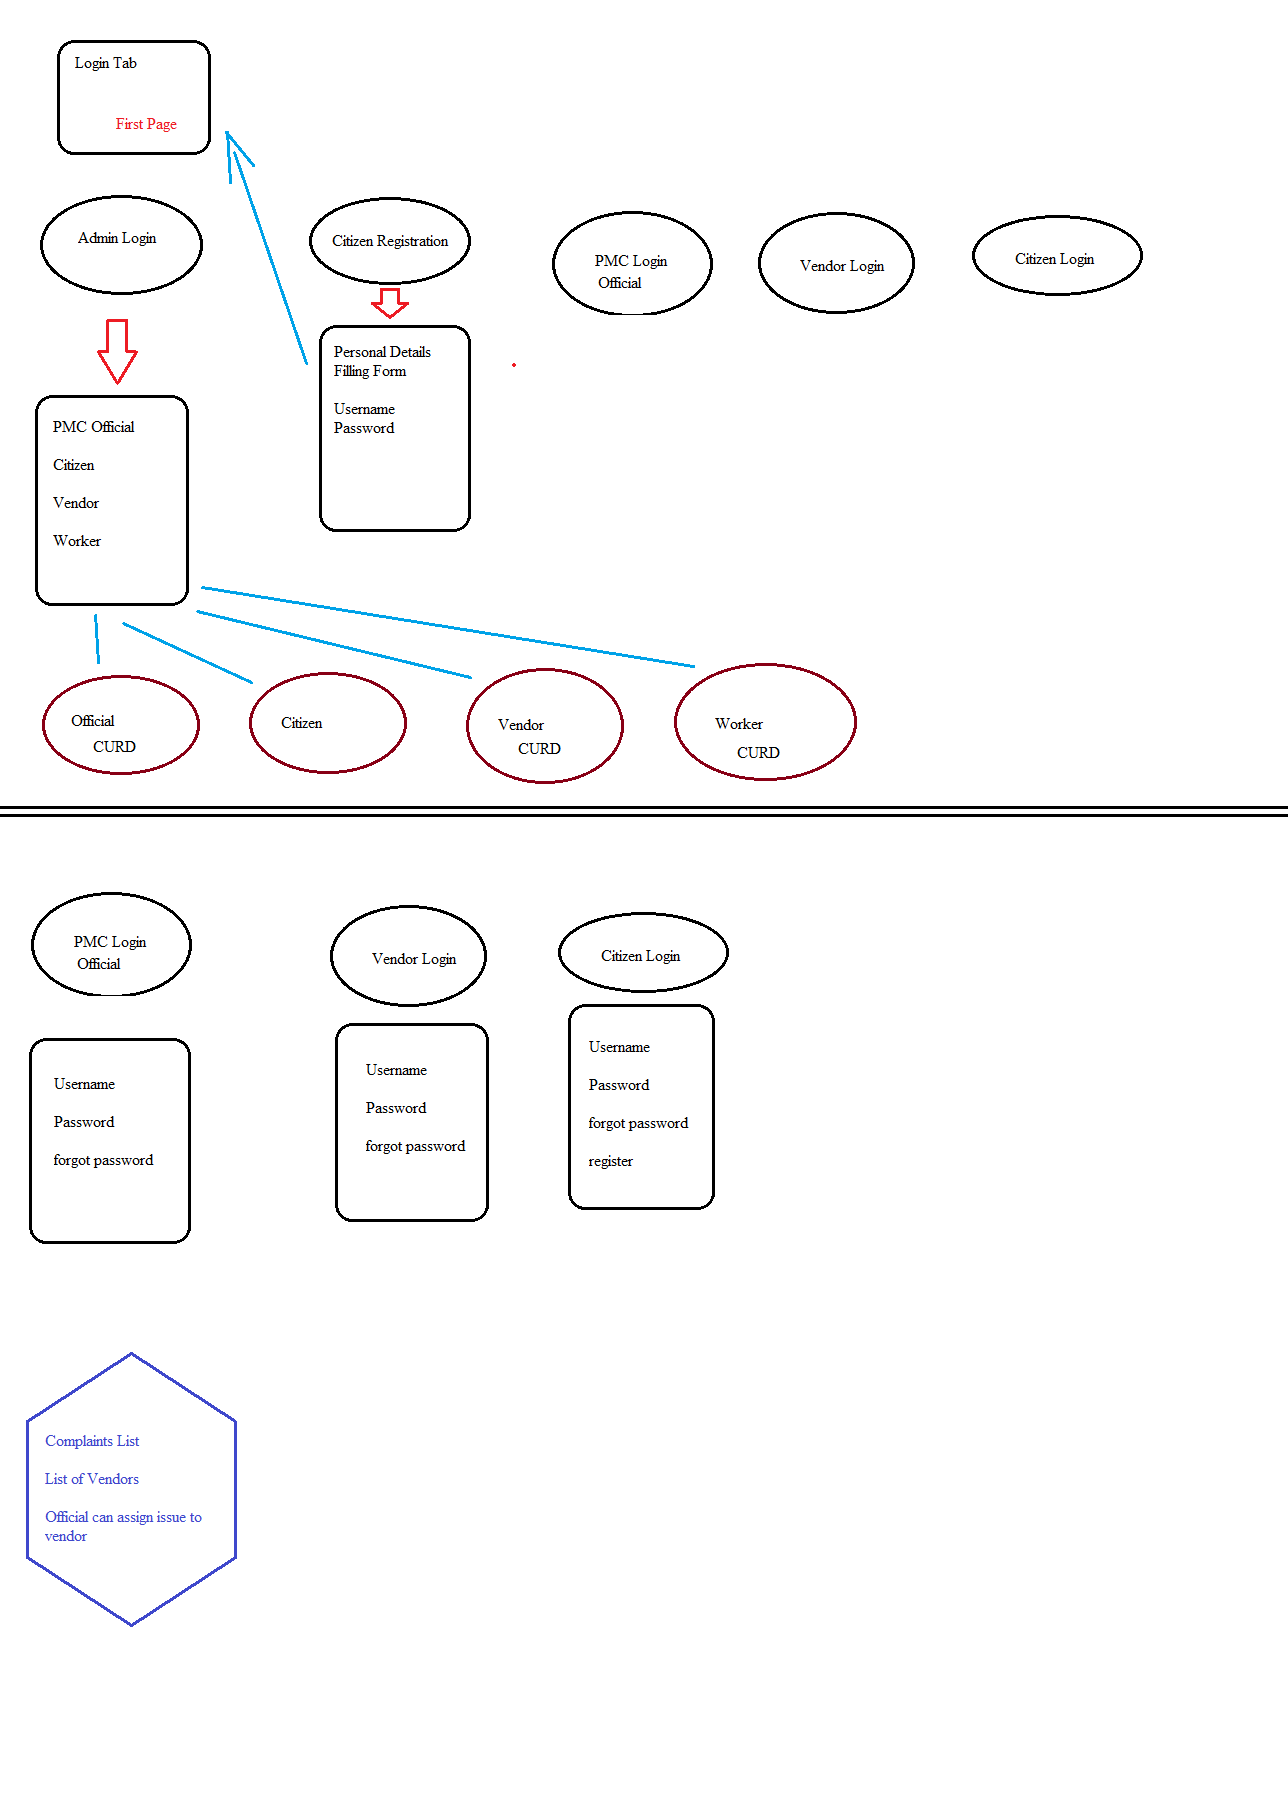 Login Tab
First Page
Admin Login
Citizen Registration
PMC Login
Official
Vendor Login
Citizen Login
Personal Details
Filling Form
Username
Password
PMC Official
Citizen
Vendor
Worker
Official
CURD
Citizen
Vendor
CURD
Worker
CURD
PMC Login
Official
Vendor Login
Citizen Login
Username
Password
forgot password
Username
Password
forgot password
Username
Password
forgot password
register
Complaints List
List of Vendors
Official can assign issue to
vendor